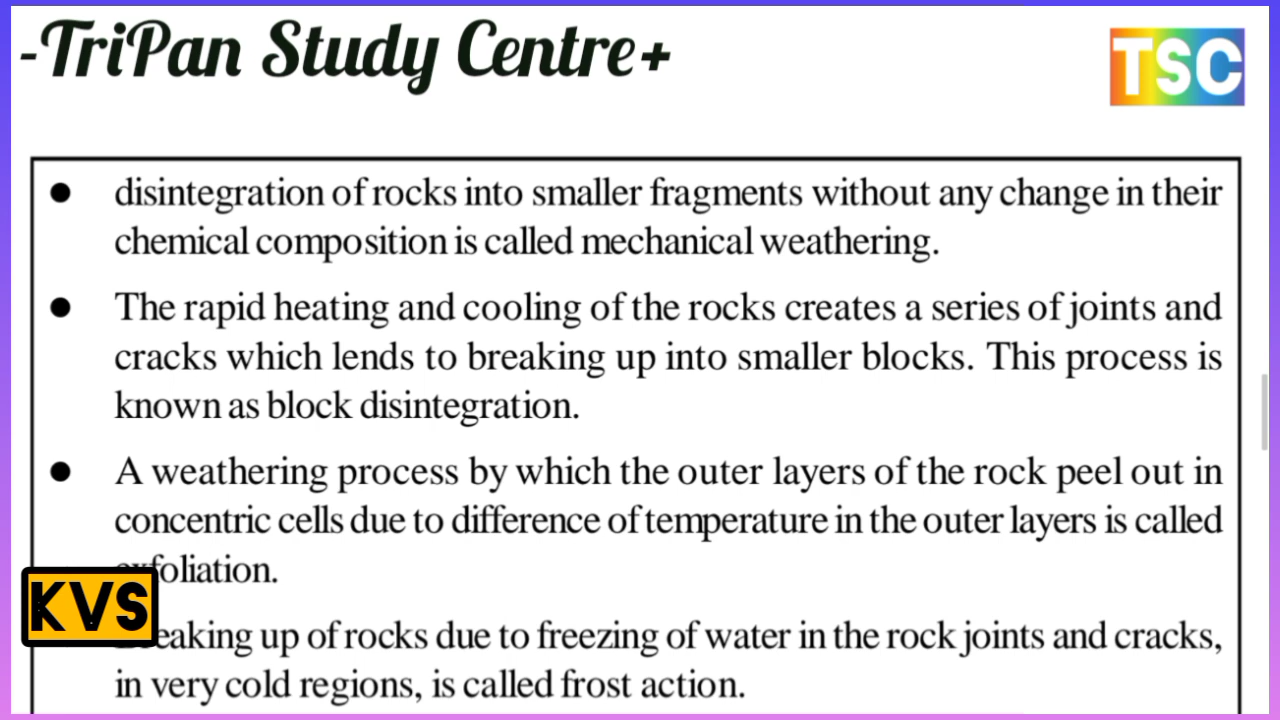 -TriPan Study Centre+
TSC
● disintegration of rocks into smaller fragments without any change in their
chemical composition is called mechanical weathering.
● The rapid heating and cooling of the rocks creates a series of joints and
cracks which lends to breaking up into smaller blocks. This process is
known as block disintegration.
● A weathering process by which the outer layers of the rock peel out in
concentric cells due to difference of temperature in the outer layers is called
exfoliation.
KVS
Breaking up of rocks due to freezing of water in the rock joints and cracks,
in very cold regions, is called frost action.